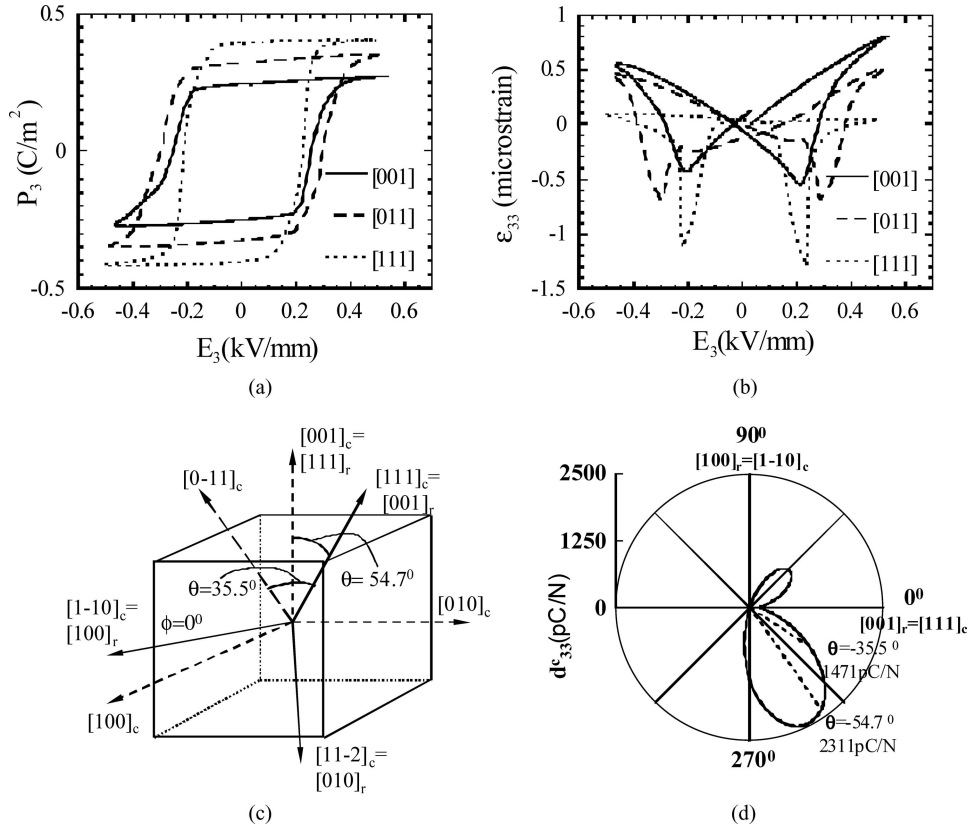 (a)
0.5
0
-0.5
P₃ (C/m²)
[001]
[011]
[111]
-0.6 -0.4 -0.2 0 0.2 0.4 0.6
E₃(kV/mm)
(a)
(b)
1
0.5
0
-0.5
-1
-1.5
ε₃₃ (microstrain)
[001]
[011]
[111]
-0.6 -0.4 -0.2 0 0.2 0.4 0.6
E₃(kV/mm)
(b)
[001]c=
[111]r
[0-11]c
[111]c=
[001]r
θ=35.5⁰
θ= 54.7⁰
[1-10]c=
[100]r
ϕ=0⁰
[010]c
[100]c
[11-2]c=
[010]r
(c)
90⁰
[100]r=[1-10]c
2500
1250
0
dᶜ₃₃(pC/N)
0⁰
[001]r=[111]c
θ=-35.5⁰
1471pC/N
θ=-54.7⁰
2311pC/N
270⁰
(d)